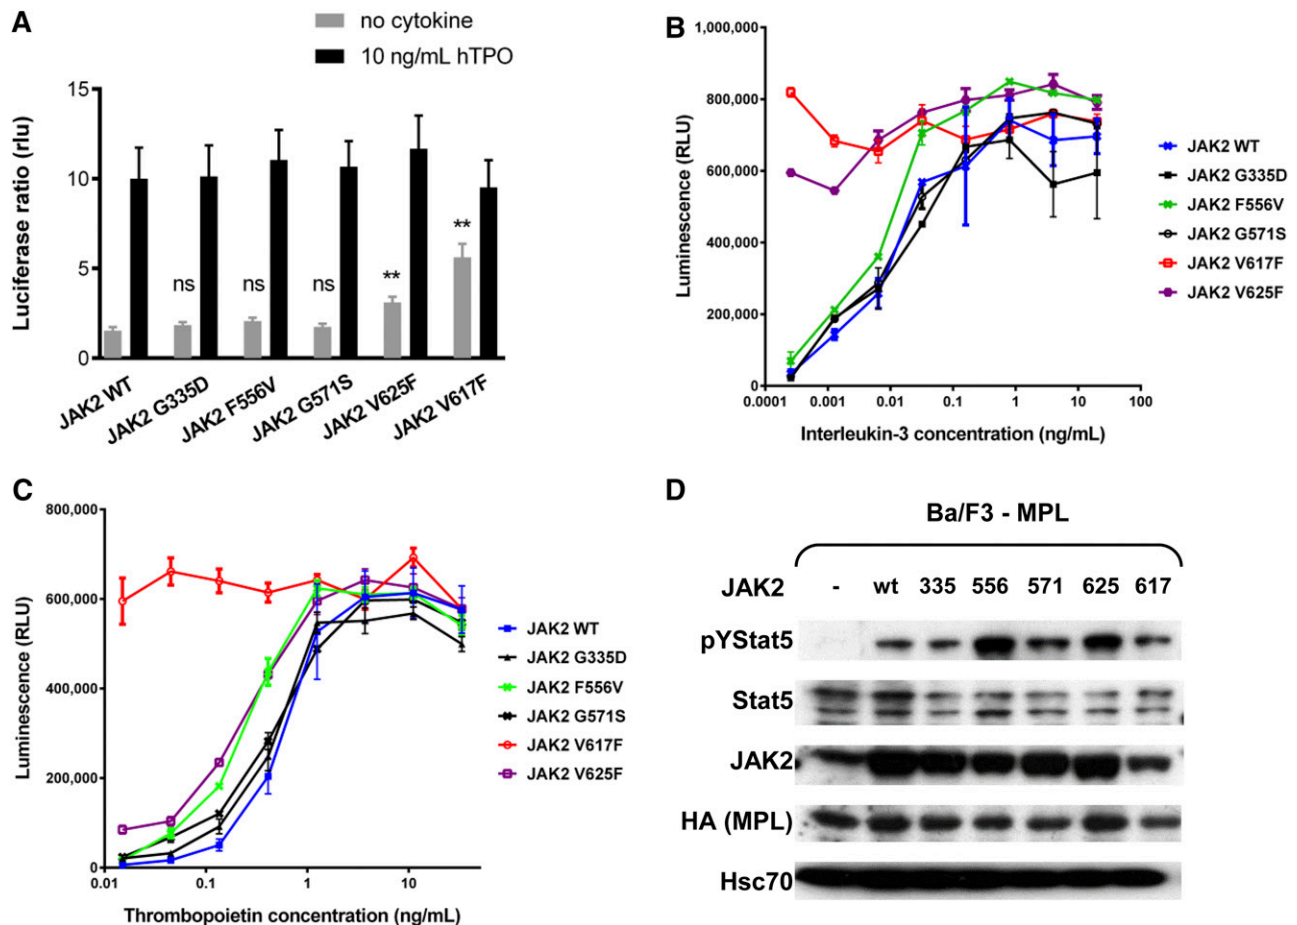 A
no cytokine
10 ng/mL hTPO
Luciferase ratio (rlu)
15
10
5
0
ns
ns
ns
**
**
JAK2 WT
JAK2 G335D
JAK2 F556V
JAK2 G571S
JAK2 V625F
JAK2 V617F
B
Luminescence (RLU)
1,000,000
800,000
600,000
400,000
200,000
0
0.0001
0.001
0.01
0.1
1
10
100
Interleukin-3 concentration (ng/mL)
JAK2 WT
JAK2 G335D
JAK2 F556V
JAK2 G571S
JAK2 V617F
JAK2 V625F
C
Luminescence (RLU)
800,000
600,000
400,000
200,000
0
0.01
0.1
1
10
Thrombopoietin concentration (ng/mL)
JAK2 WT
JAK2 G335D
JAK2 F556V
JAK2 G571S
JAK2 V617F
JAK2 V625F
D
Ba/F3 - MPL
JAK2 - wt 335 556 571 625 617
pYStat5
Stat5
JAK2
HA (MPL)
Hsc70